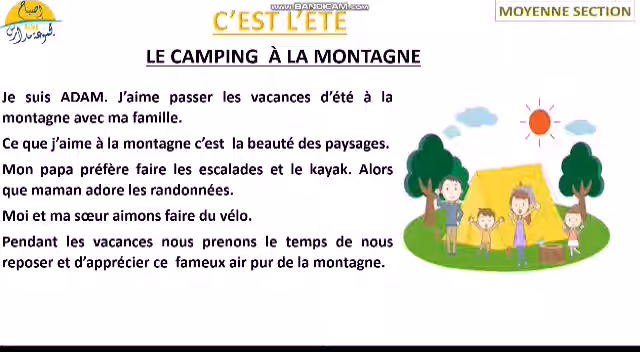 www.BANDICAM.com
C'EST L'ÉTÉ
MOYENNE SECTION
LE CAMPING À LA MONTAGNE
Je suis ADAM. J'aime passer les vacances d'été à la
montagne avec ma famille.
Ce que j'aime à la montagne c'est la beauté des paysages.
Mon papa préfère faire les escalades et le kayak. Alors
que maman adore les randonnées.
Moi et ma sœur aimons faire du vélo.
Pendant les vacances nous prenons le temps de nous
reposer et d'apprécier ce fameux air pur de la montagne.